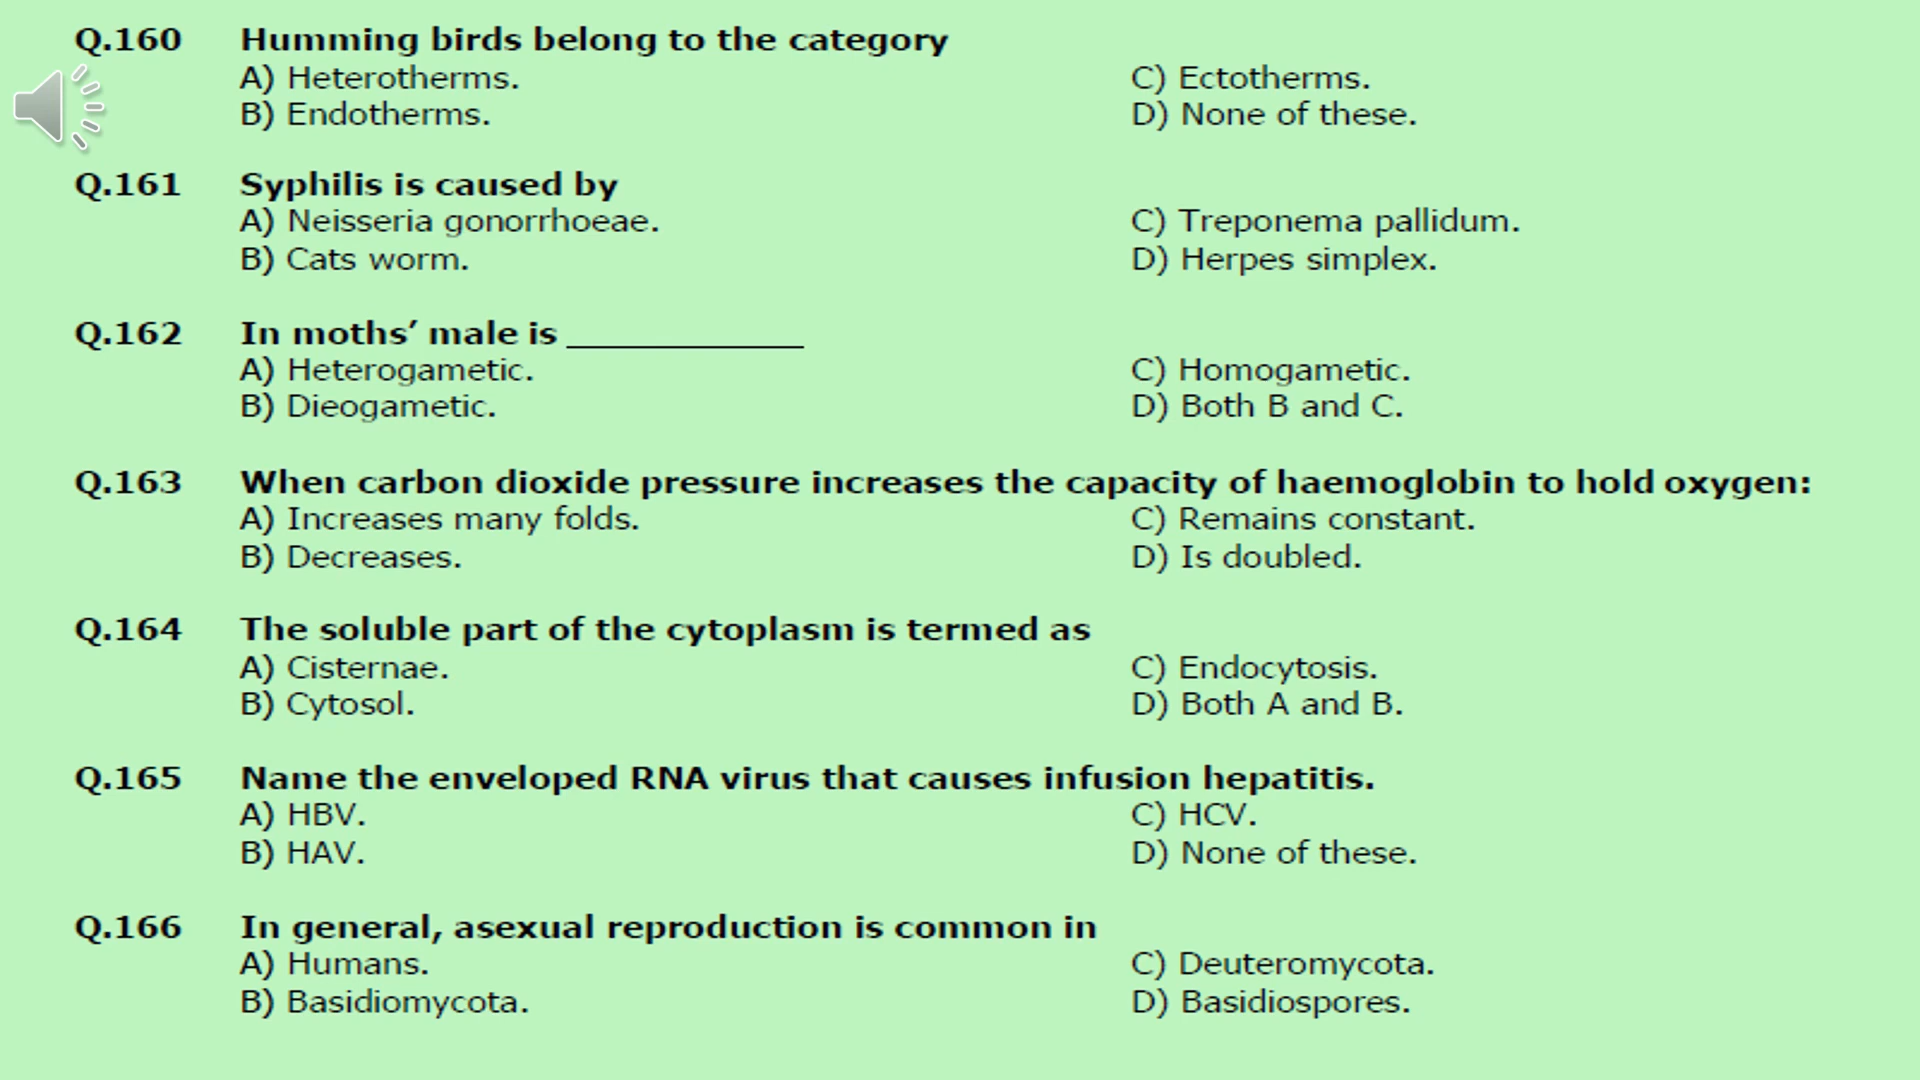 Q.160 Humming birds belong to the category
A) Heterotherms. C) Ectotherms.
B) Endotherms. D) None of these.
Q.161 Syphilis is caused by
A) Neisseria gonorrhoeae. C) Treponema pallidum.
B) Cats worm. D) Herpes simplex.
Q.162 In moths’ male is ______________
A) Heterogametic. C) Homogametic.
B) Dieogametic. D) Both B and C.
Q.163 When carbon dioxide pressure increases the capacity of haemoglobin to hold oxygen:
A) Increases many folds. C) Remains constant.
B) Decreases. D) Is doubled.
Q.164 The soluble part of the cytoplasm is termed as
A) Cisternae. C) Endocytosis.
B) Cytosol. D) Both A and B.
Q.165 Name the enveloped RNA virus that causes infusion hepatitis.
A) HBV. C) HCV.
B) HAV. D) None of these.
Q.166 In general, asexual reproduction is common in
A) Humans. C) Deuteromycota.
B) Basidiomycota. D) Basidiospores.